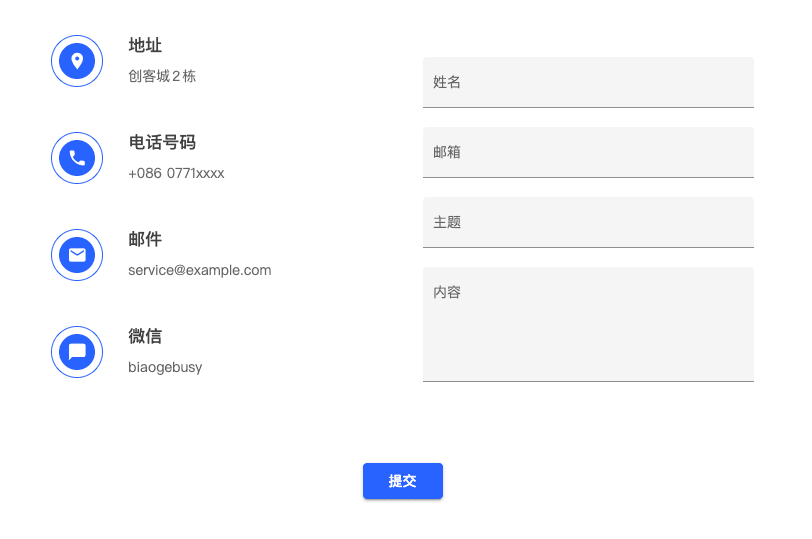 地址
创客城2栋
电话号码
+086 0771xxxx
邮件
service@example.com
微信
biaogebusy
姓名
邮箱
主题
内容
提交